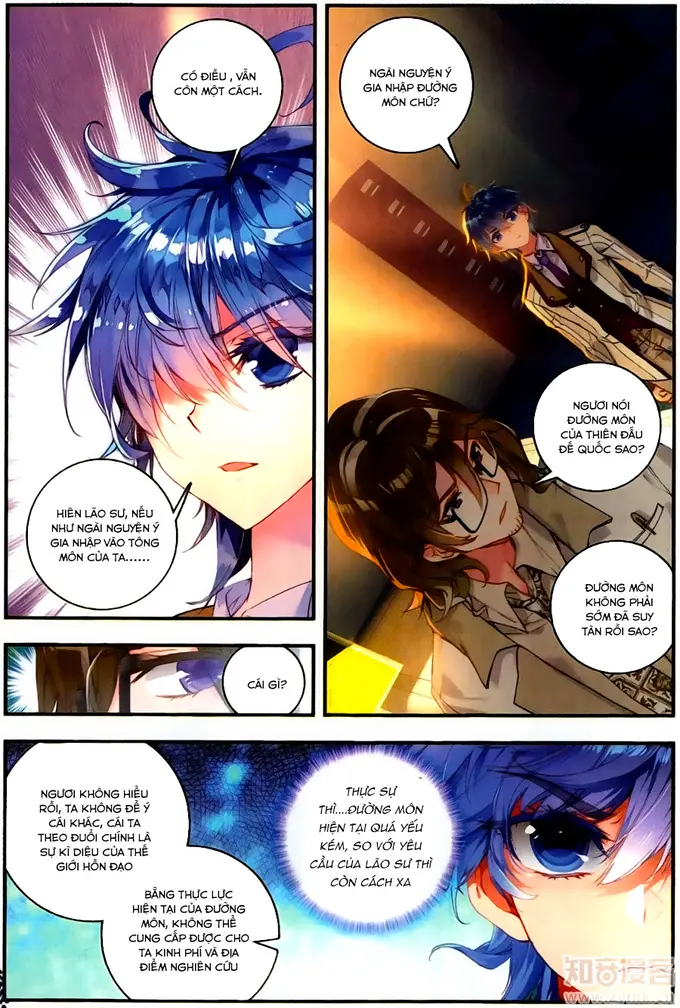 CÓ ĐIỀU , VẪN
CÒN MỘT CÁCH.
HIÊN LÃO SƯ, NẾU
NHƯ NGÀI NGUYỆN Ý
GIA NHẬP VÀO TÔNG
MÔN CỦA TA......
CÁI GÌ?
NGÀI NGUYỆN Ý
GIA NHẬP ĐƯỜNG
MÔN CHỨ?
NGƯƠI NÓI
ĐƯỜNG MÔN
CỦA THIÊN ĐẤU
ĐẾ QUỐC SAO?
ĐƯỜNG MÔN
KHÔNG PHẢI
SỚM ĐÃ SUY
TÀN RỒI SAO?
NGƯƠI KHÔNG HIỂU
RỒI, TA KHÔNG ĐỂ Ý
CÁI KHÁC, CÁI TA
THEO ĐUỔI CHÍNH LÀ
SỰ KÌ DIỆU CỦA THẾ
GIỚI HỒN ĐẠO
BẰNG THỰC LỰC
HIỆN TẠI CỦA ĐƯỜNG
MÔN, KHÔNG THỂ
CUNG CẤP ĐƯỢC CHO
TA KINH PHÍ VÀ ĐỊA
ĐIỂM NGHIÊN CỨU
THỰC SỰ
THÌ....ĐƯỜNG MÔN
HIỆN TẠI QUÁ YẾU
KÉM, SO VỚI YÊU
CẦU CỦA LÃO SƯ THÌ
CÒN CÁCH XA
知音漫客